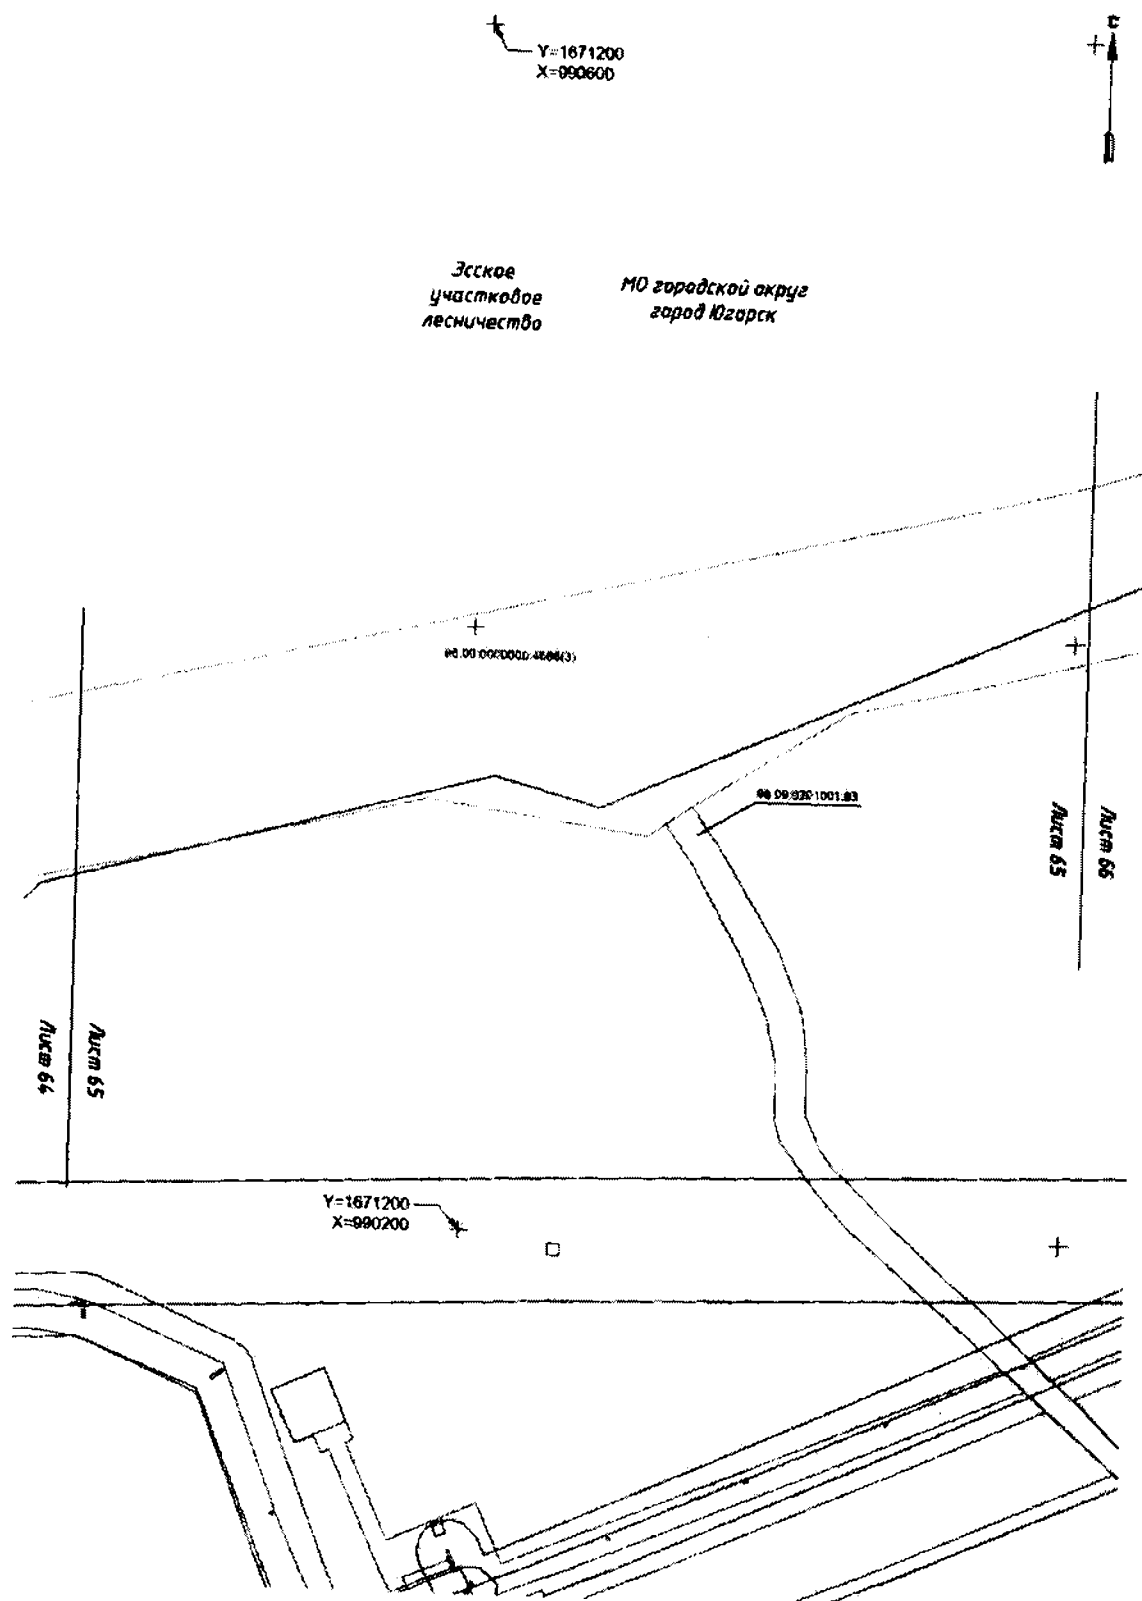 С
Y=1671200
X=990600
Эсское
участковое
лесничество
МО городской округ
город Югорск
Лист 66
Лист 65
Лист 65
Лист 64
Y=1671200
X=990200